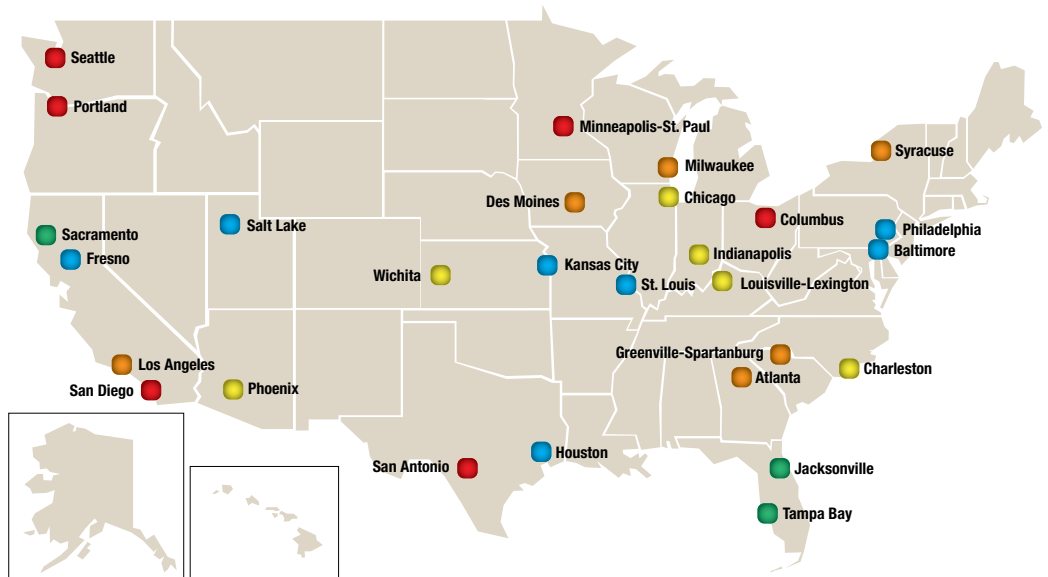 Seattle
Portland
Minneapolis-St. Paul
Syracuse
Milwaukee
Chicago
Des Moines
Columbus
Salt Lake
Philadelphia
Sacramento
Baltimore
Fresno
Indianapolis
Kansas City
Wichita
St. Louis
Louisville-Lexington
Greenville-Spartanburg
Los Angeles
Charleston
Atlanta
San Diego
Phoenix
Houston
San Antonio
Jacksonville
Tampa Bay